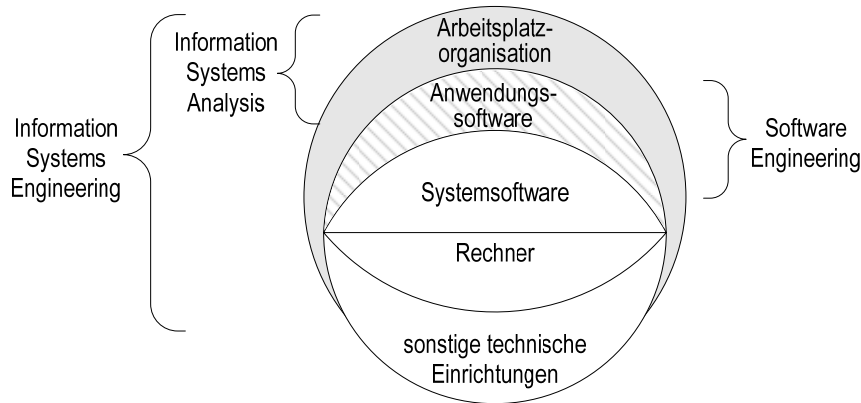 Information
Systems
Engineering
Information
Systems
Analysis
Arbeitsplatz-
organisation
Anwendungs-
software
Systemsoftware
Rechner
sonstige technische
Einrichtungen
Software
Engineering